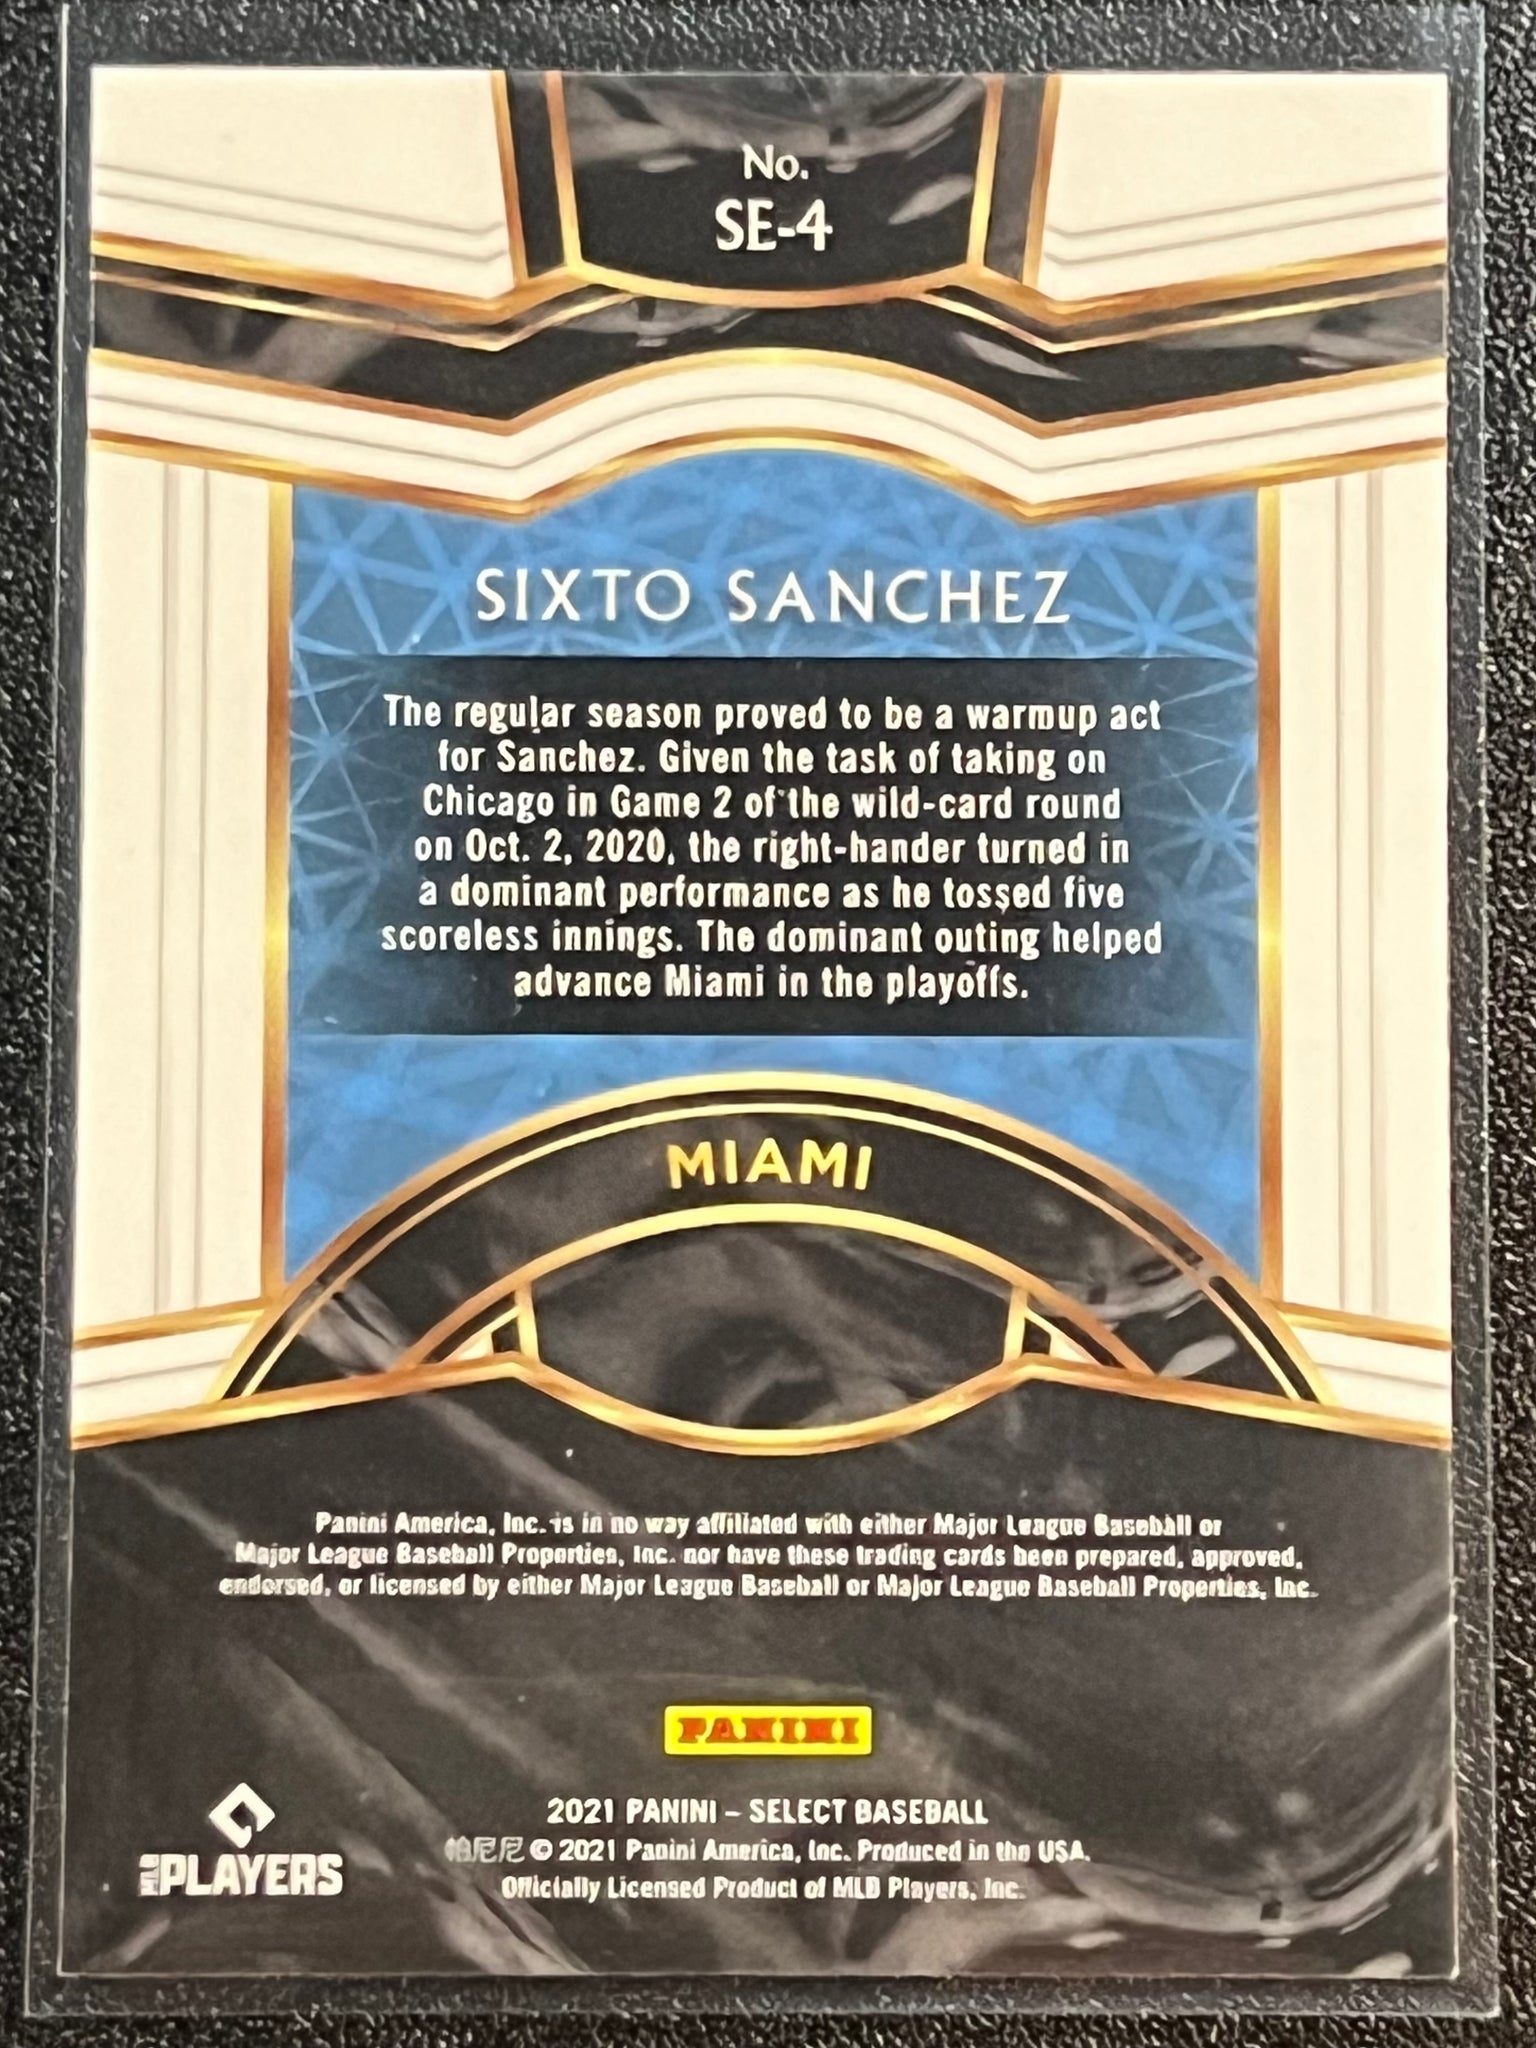 No.
SE-4
SIXTO SANCHEZ
The regular season proved to be a warmup act
for Sanchez. Given the task of taking on
Chicago in Game 2 of the wild-card round
on Oct. 2, 2020, the right-hander turned in
a dominant performance as he tossed five
scoreless innings. The dominant outing helped
advance Miami in the playoffs.
MIAMI
Panini America, Inc. is in no way affiliated with either Major League Baseball or
Major League Baseball Properties, Inc. nor have these trading cards been prepared, approved,
endorsed, or licensed by either Major League Baseball or Major League Baseball Properties, Inc.
PANINI
2021 PANINI – SELECT BASEBALL
帕尼尼 © 2021 Panini America, Inc. Produced in the USA.
Officially Licensed Product of MLB Players, Inc.
MLB PLAYERS